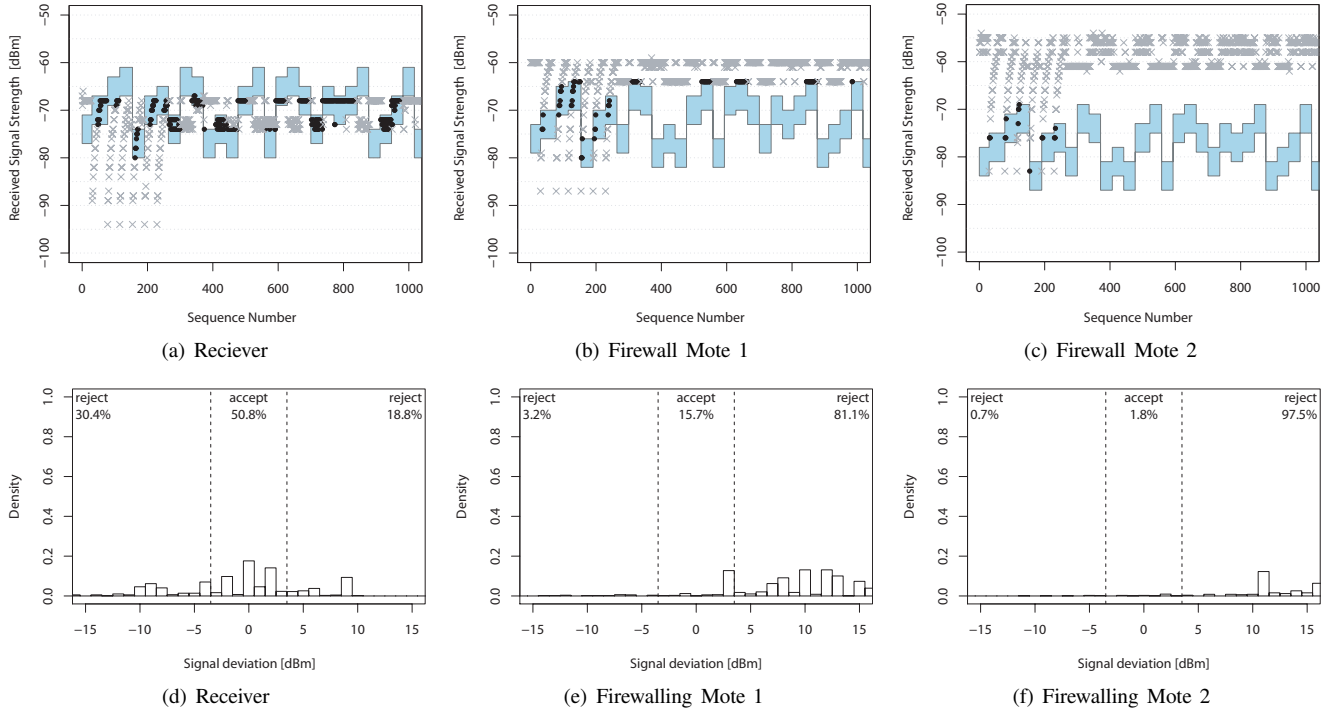 −50
−60
−70
−80
−90
−100
Received Signal Strength [dBm]
0 200 400 600 800 1000
Sequence Number
(a) Reciever
−50
−60
−70
−80
−90
−100
Received Signal Strength [dBm]
0 200 400 600 800 1000
Sequence Number
(b) Firewall Mote 1
−50
−60
−70
−80
−90
−100
Received Signal Strength [dBm]
0 200 400 600 800 1000
Sequence Number
(c) Firewall Mote 2
reject accept reject
30.4% 50.8% 18.8%
1.0
0.8
0.6
0.4
0.2
0.0
Density
−15 −10 −5 0 5 10 15
Signal deviation [dBm]
(d) Receiver
reject accept reject
3.2% 15.7% 81.1%
1.0
0.8
0.6
0.4
0.2
0.0
Density
−15 −10 −5 0 5 10 15
Signal deviation [dBm]
(e) Firewalling Mote 1
reject accept reject
0.7% 1.8% 97.5%
1.0
0.8
0.6
0.4
0.2
0.0
Density
−15 −10 −5 0 5 10 15
Signal deviation [dBm]
(f) Firewalling Mote 2